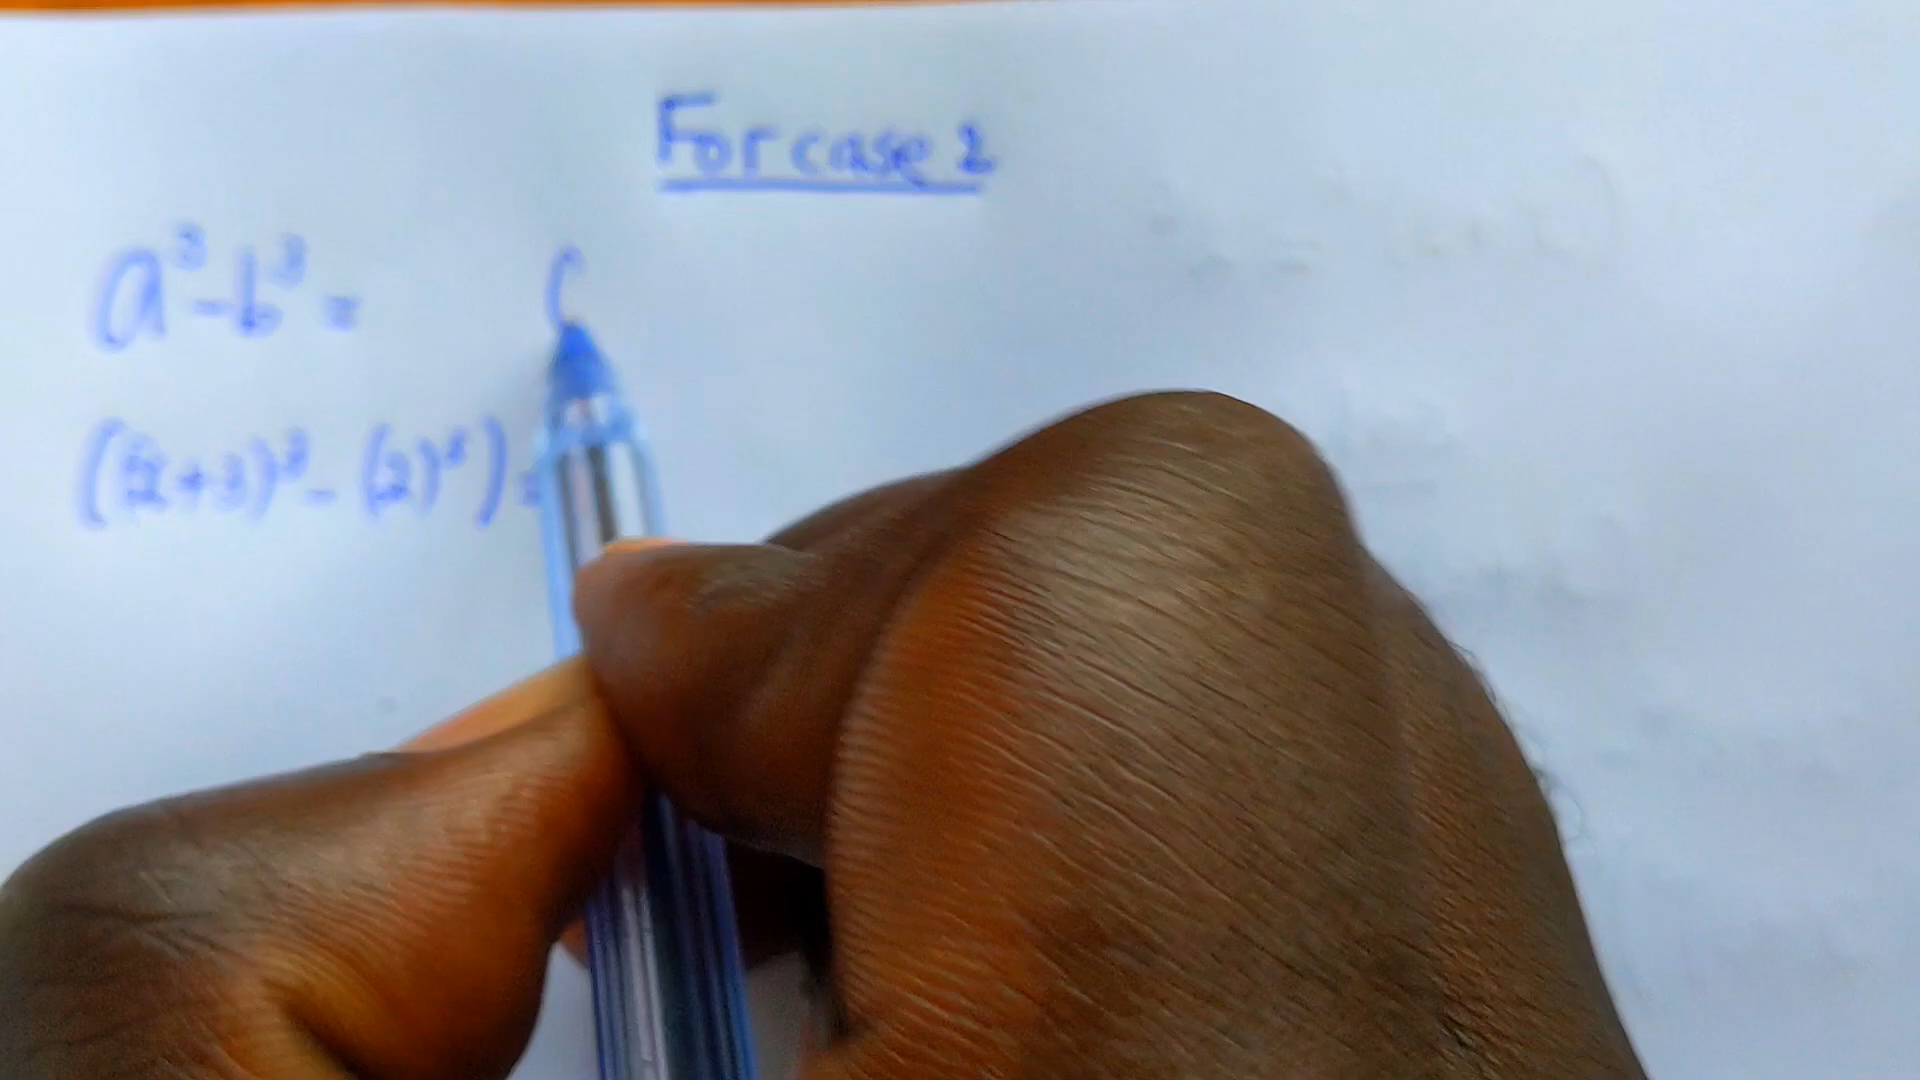 For case 2
a³-b³ = (
((x+3)³ - (2)³) =